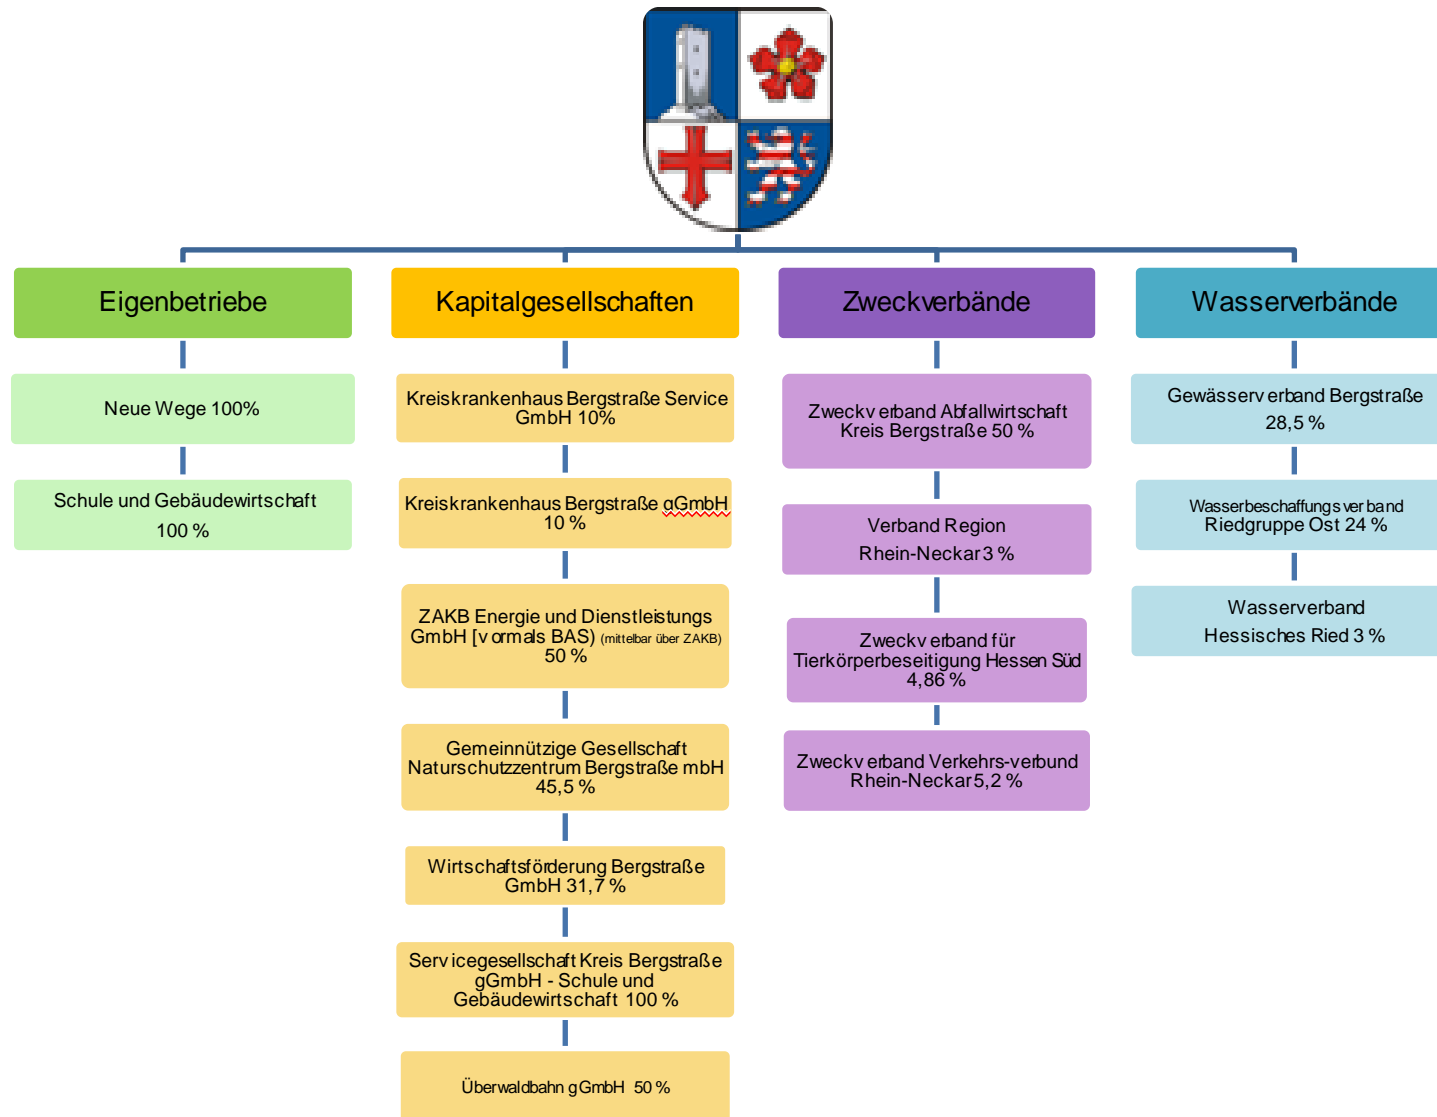 Eigenbetriebe
Neue Wege 100%
Schule und Gebäudewirtschaft
100 %
Kapitalgesellschaften
Kreiskrankenhaus Bergstraße Service
GmbH 10%
Kreiskrankenhaus Bergstraße gGmbH
10 %
ZAKB Energie und Dienstleistungs
GmbH [vormals BAS) (mittelbar über ZAKB)
50 %
Gemeinnützige Gesellschaft
Naturschutzzentrum Bergstraße mbH
45,5 %
Wirtschaftsförderung Bergstraße
GmbH 31,7 %
Servicegesellschaft Kreis Bergstraße
gGmbH - Schule und
Gebäudewirtschaft 100 %
Überwaldbahn gGmbH 50 %
Zweckverbände
Zweckverband Abfallwirtschaft
Kreis Bergstraße 50 %
Verband Region
Rhein-Neckar 3 %
Zweckverband für
Tierkörperbeseitigung Hessen Süd
4,86 %
Zweckverband Verkehrs-verbund
Rhein-Neckar 5,2 %
Wasserverbände
Gewässerverband Bergstraße
28,5 %
Wasserbeschaffungsverband
Riedgruppe Ost 24 %
Wasserverband
Hessisches Ried 3 %